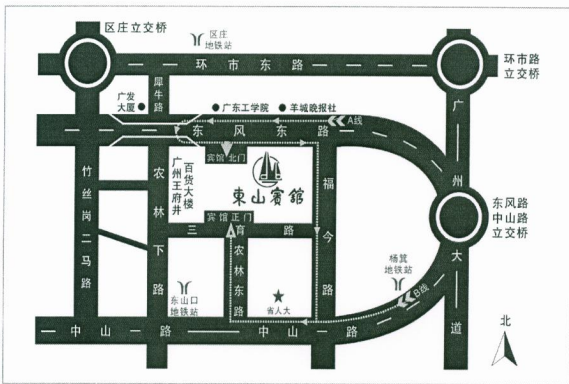 区庄立交桥
区庄
地铁站
环市东路
环市路
立交桥
广发
大厦
犀牛路
广东工学院
羊城晚报社
A线
东风东路
广州大道
宾馆 北门
東山賓館
宾馆正门
百货大楼
广州王府井
竹丝岗二马路
农林下路
福今路
三育路
东风路
中山路
立交桥
农林东路
杨箕
地铁站
B线
东山口
地铁站
省人大
中山一路
中山一路
北